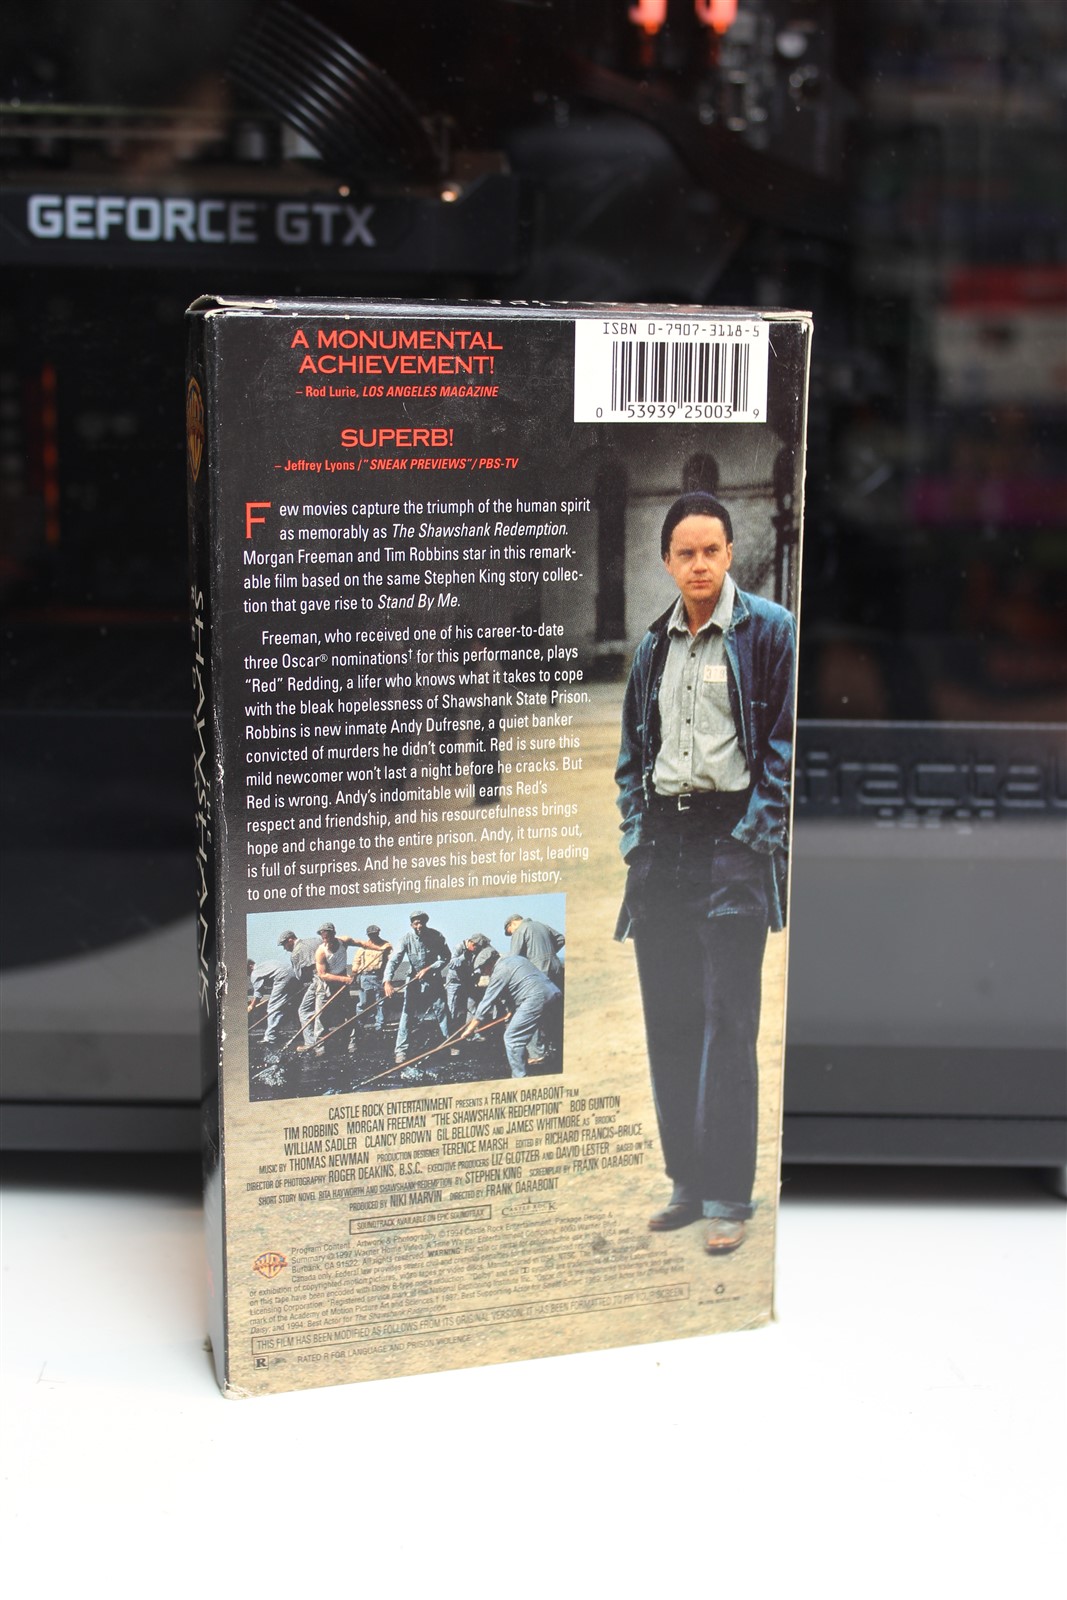 GEFORCE GTX
A MONUMENTAL
ACHIEVEMENT!
– Rod Lurie, LOS ANGELES MAGAZINE
SUPERB!
– Jeffrey Lyons / "SNEAK PREVIEWS" / PBS-TV
ISBN 0-7907-3118-5
0 53939 25003 9
Few movies capture the triumph of the human spirit
as memorably as The Shawshank Redemption.
Morgan Freeman and Tim Robbins star in this remark-
able film based on the same Stephen King story collec-
tion that gave rise to Stand By Me.
Freeman, who received one of his career-to-date
three Oscar® nominations† for this performance, plays
“Red” Redding, a lifer who knows what it takes to cope
with the bleak hopelessness of Shawshank State Prison.
Robbins is new inmate Andy Dufresne, a quiet banker
convicted of murders he didn't commit. Red is sure this
mild newcomer won't last a night before he cracks. But
Red is wrong. Andy's indomitable will earns Red's
respect and friendship, and his resourcefulness brings
hope and change to the entire prison. Andy, it turns out,
is full of surprises. And he saves his best for last, leading
to one of the most satisfying finales in movie history.
CASTLE ROCK ENTERTAINMENT PRESENTS A FRANK DARABONT FILM
TIM ROBBINS MORGAN FREEMAN "THE SHAWSHANK REDEMPTION" BOB GUNTON
WILLIAM SADLER CLANCY BROWN GIL BELLOWS AND JAMES WHITMORE AS "BROOKS"
MUSIC BY THOMAS NEWMAN PRODUCTION DESIGNER TERENCE MARSH EDITED BY RICHARD FRANCIS-BRUCE
DIRECTOR OF PHOTOGRAPHY ROGER DEAKINS, B.S.C. EXECUTIVE PRODUCERS LIZ GLOTZER AND DAVID LESTER BASED ON THE
SHORT STORY NOVEL RITA HAYWORTH AND SHAWSHANK REDEMPTION BY STEPHEN KING SCREENPLAY BY FRANK DARABONT
PRODUCED BY NIKI MARVIN DIRECTED BY FRANK DARABONT
SOUNDTRACK AVAILABLE ON EPIC SOUNDTRAX
CASTLE ROCK
Program Content, Artwork & Photography © 1994 Castle Rock Entertainment. Package Design &
THIS FILM HAS BEEN MODIFIED AS FOLLOWS FROM ITS ORIGINAL VERSION: IT HAS BEEN FORMATTED TO FIT YOUR SCREEN.
R RATED R FOR LANGUAGE AND PRISON VIOLENCE.
SHAWSHANK
fractal
design